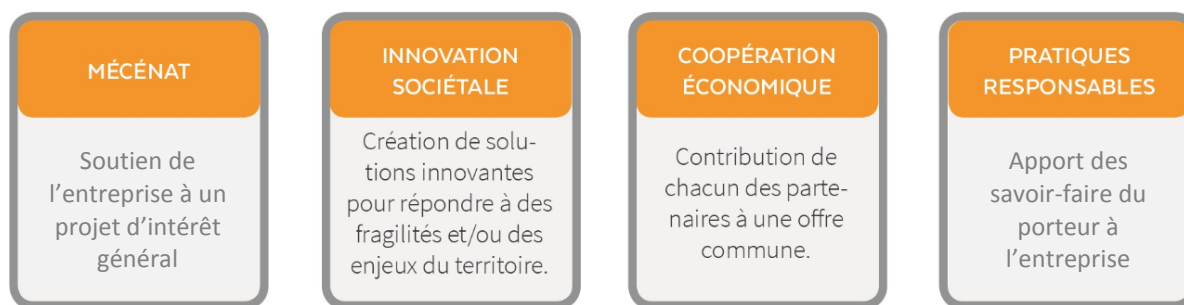 MÉCÉNAT
Soutien de
l’entreprise à un
projet d’intérêt
général
INNOVATION
SOCIÉTALE
Création de solu-
tions innovantes
pour répondre à des
fragilités et/ou des
enjeux du territoire.
COOPÉRATION
ÉCONOMIQUE
Contribution de
chacun des parte-
naires à une offre
commune.
PRATIQUES
RESPONSABLES
Apport des
savoir-faire du
porteur à
l’entreprise